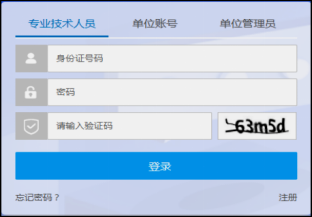 专业技术人员 单位账号 单位管理员
身份证号码
密码
请输入验证码 63m5d
登录
忘记密码？ 注册